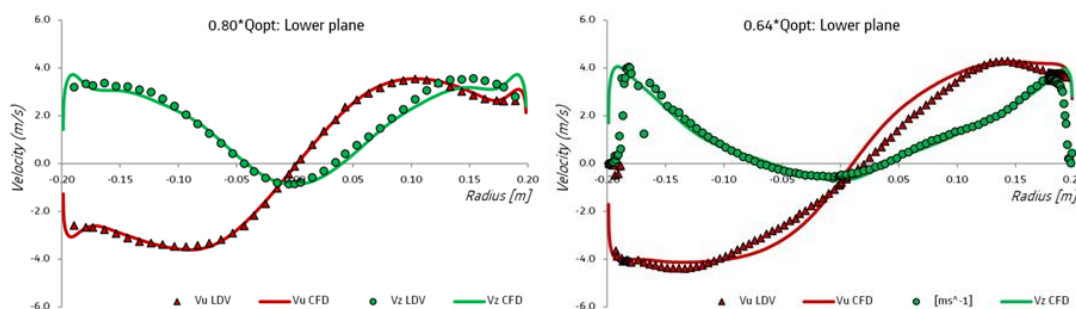 0.80*Qopt: Lower plane
6.0
4.0
2.0
0.0
-2.0
-4.0
-6.0
-0.20
-0.15
-0.10
-0.05
0.00
0.05
0.10
0.15
0.20
Velocity (m/s)
Radius [m]
Vu LDV
Vu CFD
Vz LDV
Vz CFD
0.64*Qopt: Lower plane
6.0
4.0
2.0
0.0
-2.0
-4.0
-6.0
-0.20
-0.15
-0.10
-0.05
0.00
0.05
0.10
0.15
0.20
Velocity (m/s)
Radius [m]
Vu LDV
Vu CFD
[ms^-1]
Vz CFD